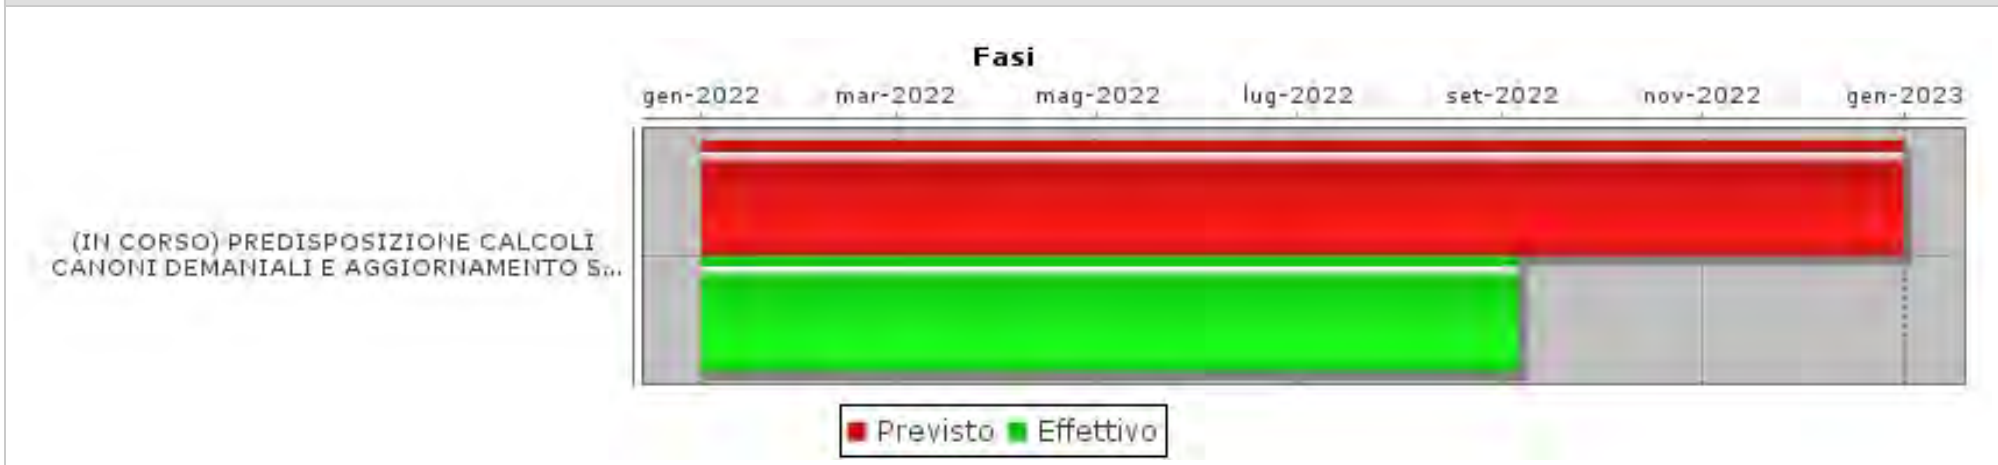 Fasi
gen-2022 mar-2022 mag-2022 lug-2022 set-2022 nov-2022 gen-2023
(IN CORSO) PREDISPOSIZIONE CALCOLI
CANONI DEMANIALI E AGGIORNAMENTO S...
Previsto Effettivo